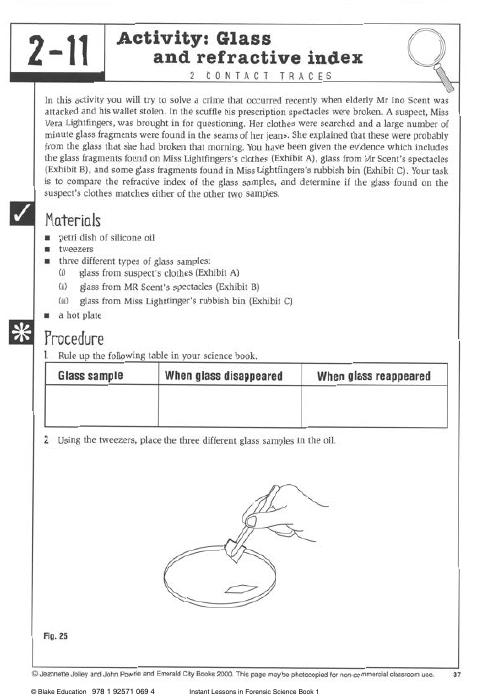 2-11
Activity: Glass
and refractive index
2 CONTACT TRACES
In this activity you will try to solve a crime that occurred recently when elderly Mr Ino Scent was
attacked and his wallet stolen. In the scuffle his prescription spectacles were broken. A suspect, Miss
Vera Lightfingers, was brought in for questioning. Her clothes were searched and a large number of
minute glass fragments were found in the seams of her jeans. She explained that these were probably
from the glass that she had broken that morning. You have been given the evidence which includes
the glass fragments found on Miss Lightfingers's clothes (Exhibit A), glass from Mr Scent's spectacles
(Exhibit B), and some glass fragments found in Miss Lightfingers's rubbish bin (Exhibit C). Your task
is to compare the refractive index of the glass samples, and determine if the glass found on the
suspect's clothes matches either of the other two samples.
Materials
■ petri dish of silicone oil
■ tweezers
■ three different types of glass samples:
(i) glass from suspect's clothes (Exhibit A)
(ii) glass from MR Scent's spectacles (Exhibit B)
(iii) glass from Miss Lightfinger's rubbish bin (Exhibit C)
■ a hot plate
Procedure
1 Rule up the following table in your science book.
Glass sample When glass disappeared When glass reappeared
2 Using the tweezers, place the three different glass samples in the oil.
Fig. 25
© Jeannette Jolley and John Powrie and Emerald City Books 2000. This page may be photocopied for non-commercial classroom use. 37
© Blake Education 978 1 92571 069 4 Instant Lessons in Forensic Science Book 1